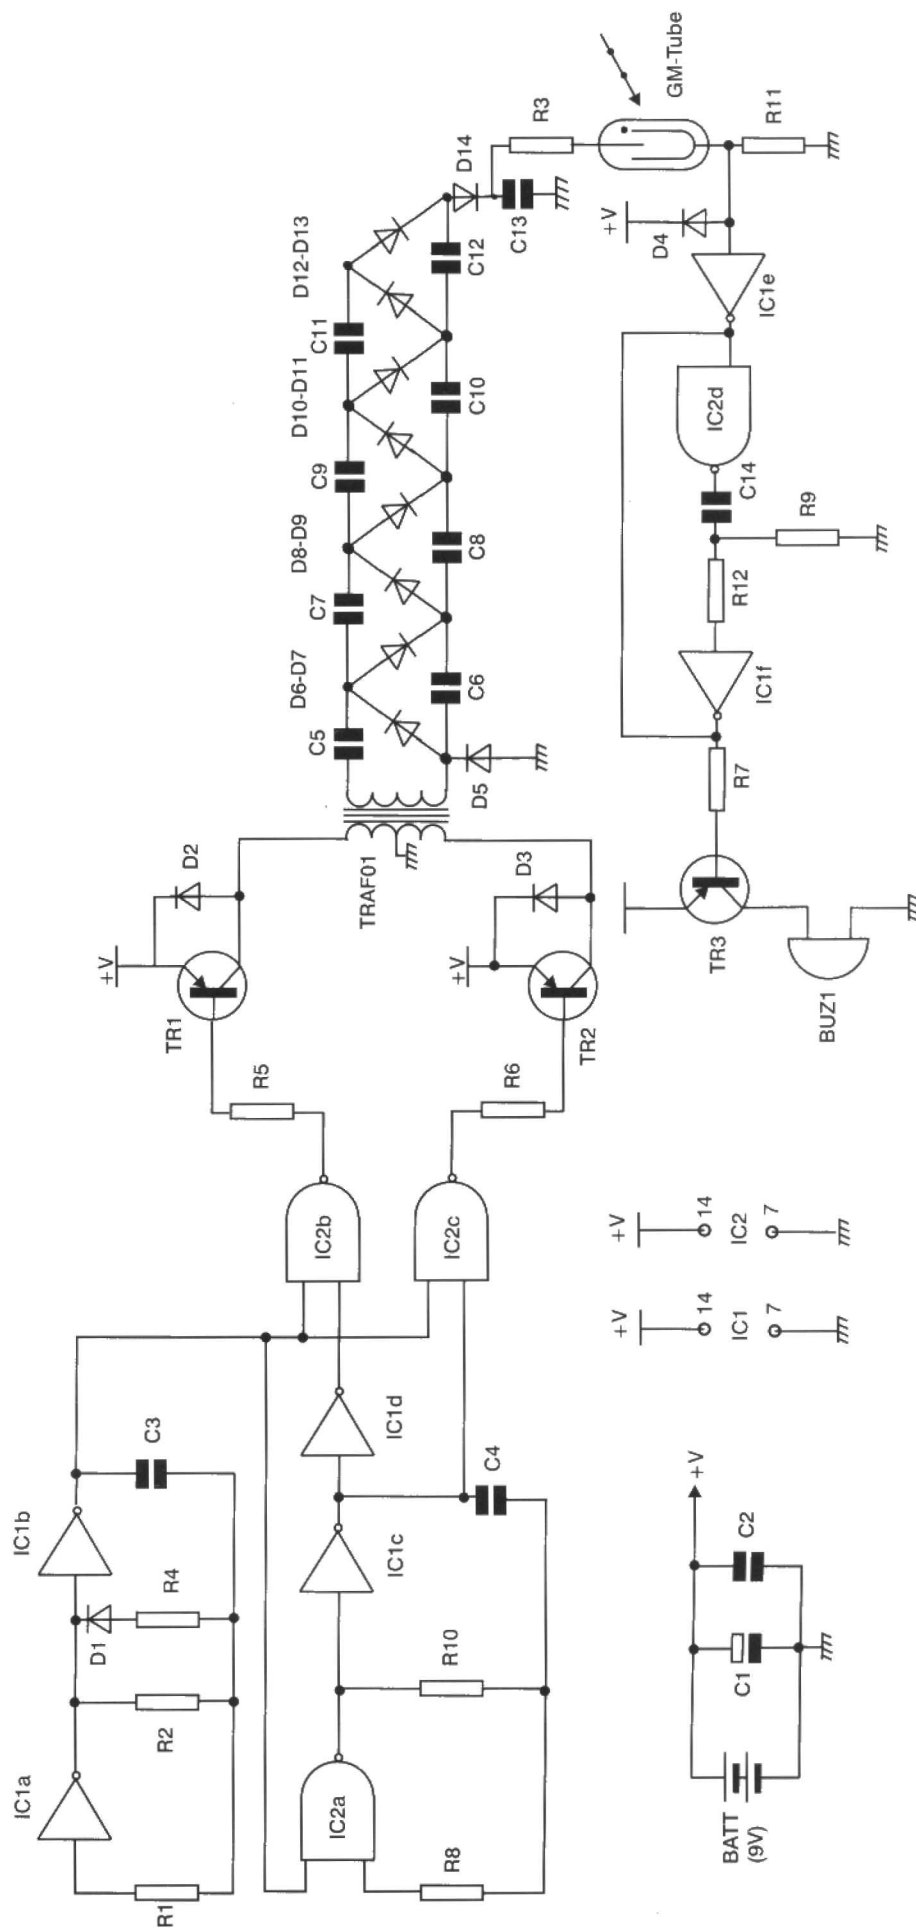 IC1a
IC1b
R1
R2
D1
R4
C3
IC2a
R8
R10
IC1c
IC1d
C4
IC2b
IC2c
R5
R6
+V
TR1
D2
+V
TR2
D3
TRAF01
D5
C5
D6-D7
C7
D8-D9
C9
D10-D11
C11
D12-D13
C6
C8
C10
C12
D14
C13
R3
GM-Tube
R11
+V
D4
IC1e
IC2d
C14
R9
R12
IC1f
R7
TR3
BUZ1
BATT
(9V)
C1
C2
+V
+V
14
IC1
7
+V
14
IC2
7